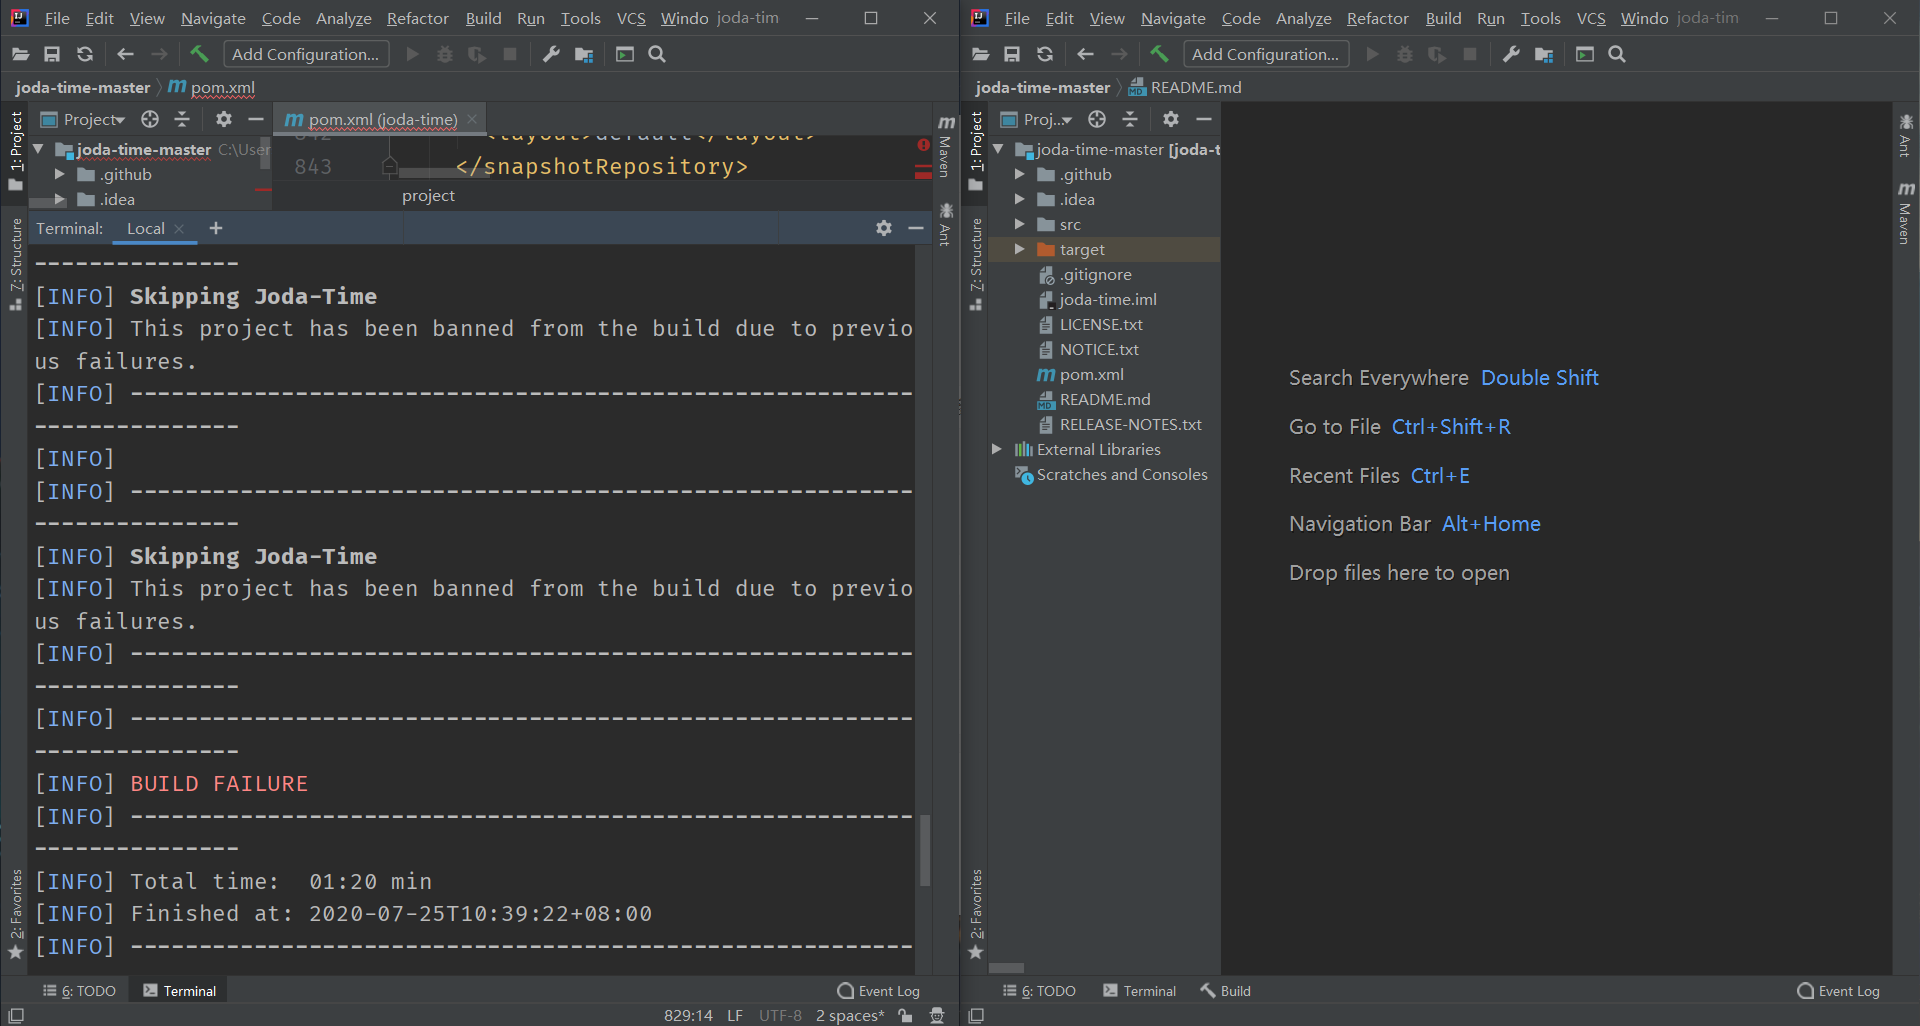 File Edit View Navigate Code Analyze Refactor Build Run Tools VCS Windo joda-tim
Add Configuration...
joda-time-master pom.xml
1: Project
Project
pom.xml (joda-time)
joda-time-master C:\User
.github
.idea
842 <layout>default</layout>
843 </snapshotRepository>
project
Maven
Ant
7: Structure
2: Favorites
Terminal: Local +
---------------
[INFO] Skipping Joda-Time
[INFO] This project has been banned from the build due to previo
us failures.
[INFO] ---------------------------------------------------------
---------------
[INFO]
[INFO] ---------------------------------------------------------
---------------
[INFO] Skipping Joda-Time
[INFO] This project has been banned from the build due to previo
us failures.
[INFO] ---------------------------------------------------------
---------------
[INFO] ---------------------------------------------------------
---------------
[INFO] BUILD FAILURE
[INFO] ---------------------------------------------------------
---------------
[INFO] Total time:  01:20 min
[INFO] Finished at: 2020-07-25T10:39:22+08:00
[INFO] ---------------------------------------------------------
6: TODO Terminal Event Log
829:14 LF UTF-8 2 spaces*
File Edit View Navigate Code Analyze Refactor Build Run Tools VCS Windo joda-tim
Add Configuration...
joda-time-master README.md
1: Project
Proj..
joda-time-master [joda-t
.github
.idea
src
target
.gitignore
joda-time.iml
LICENSE.txt
NOTICE.txt
pom.xml
README.md
RELEASE-NOTES.txt
External Libraries
Scratches and Consoles
7: Structure
2: Favorites
Search Everywhere Double Shift
Go to File Ctrl+Shift+R
Recent Files Ctrl+E
Navigation Bar Alt+Home
Drop files here to open
Ant
Maven
6: TODO Terminal Build Event Log